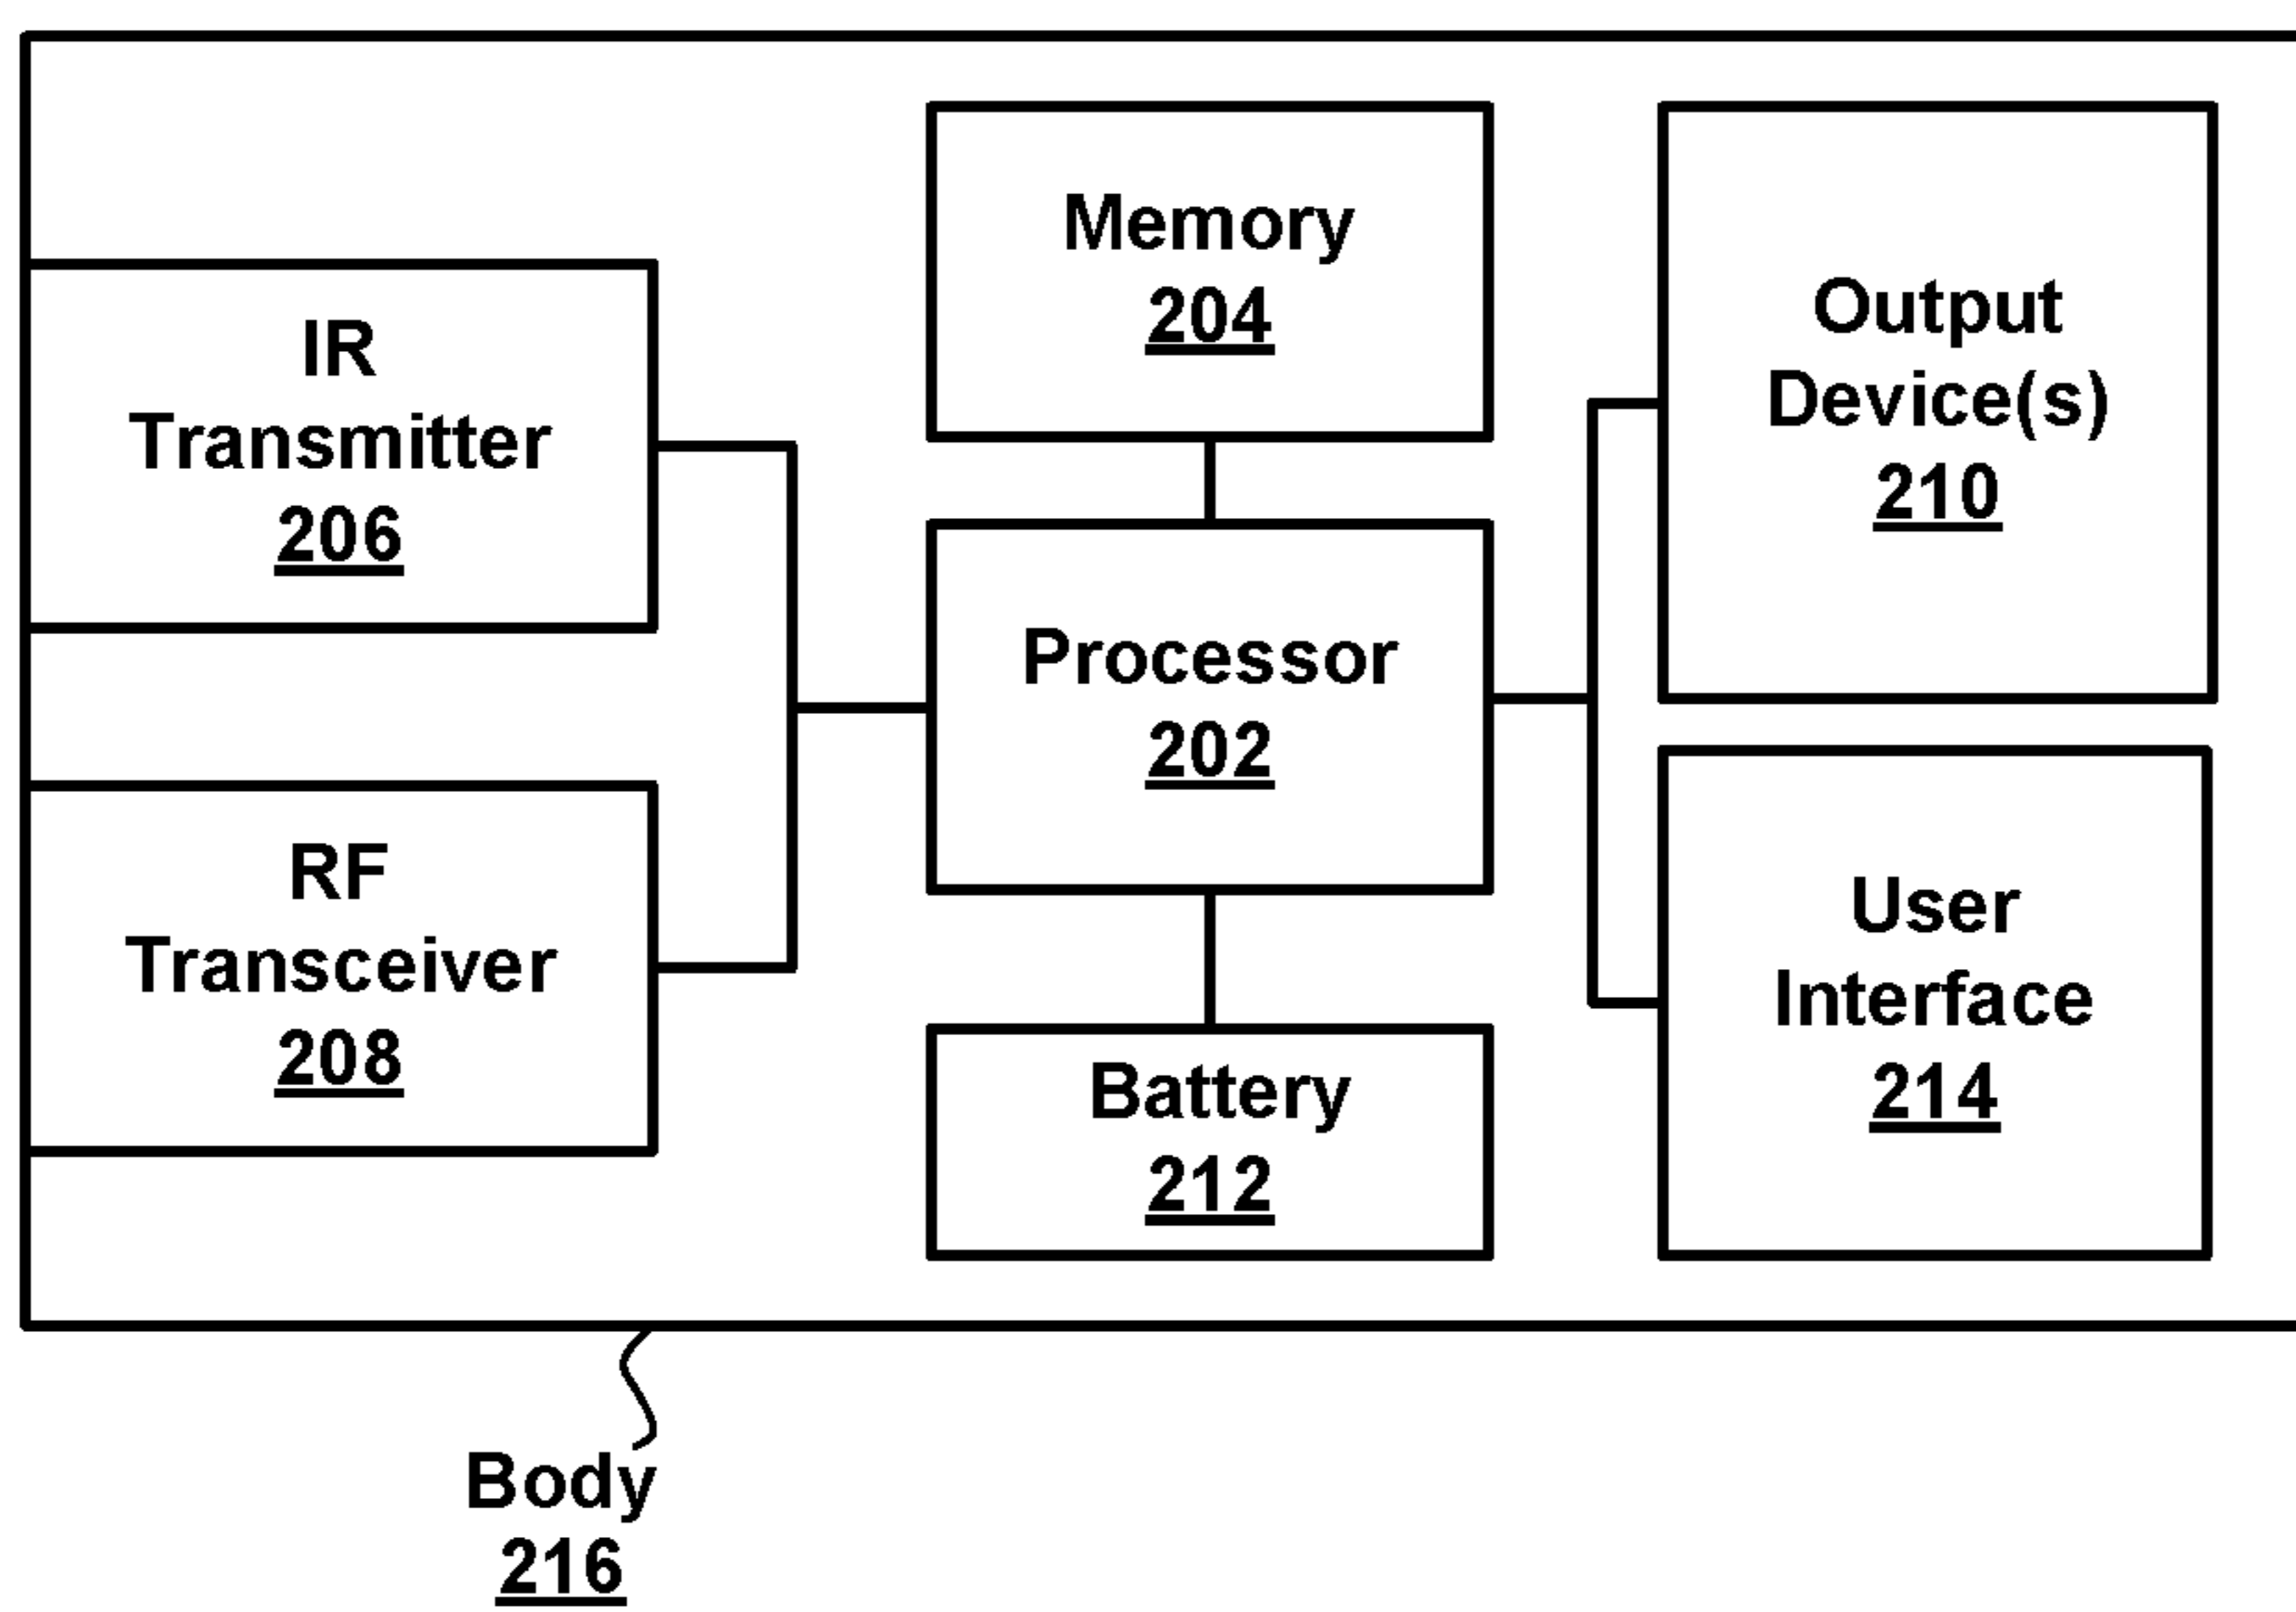 IR
Transmitter
206
RF
Transceiver
208
Memory
204
Processor
202
Battery
212
Output
Device(s)
210
User
Interface
214
Body
216